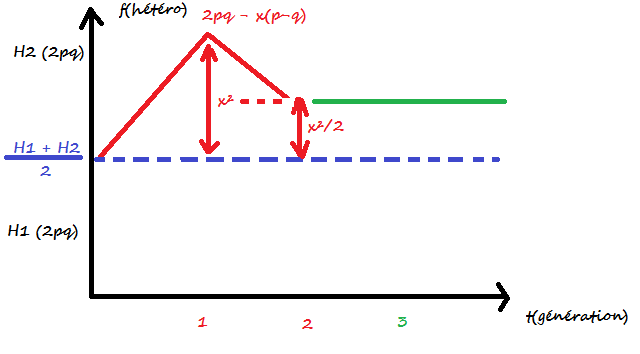 f(hétéro)
2pq - x(p-q)
H2 (2pq)
x²
x²/2
H1 + H2
2
H1 (2pq)
1
2
3
t(génération)